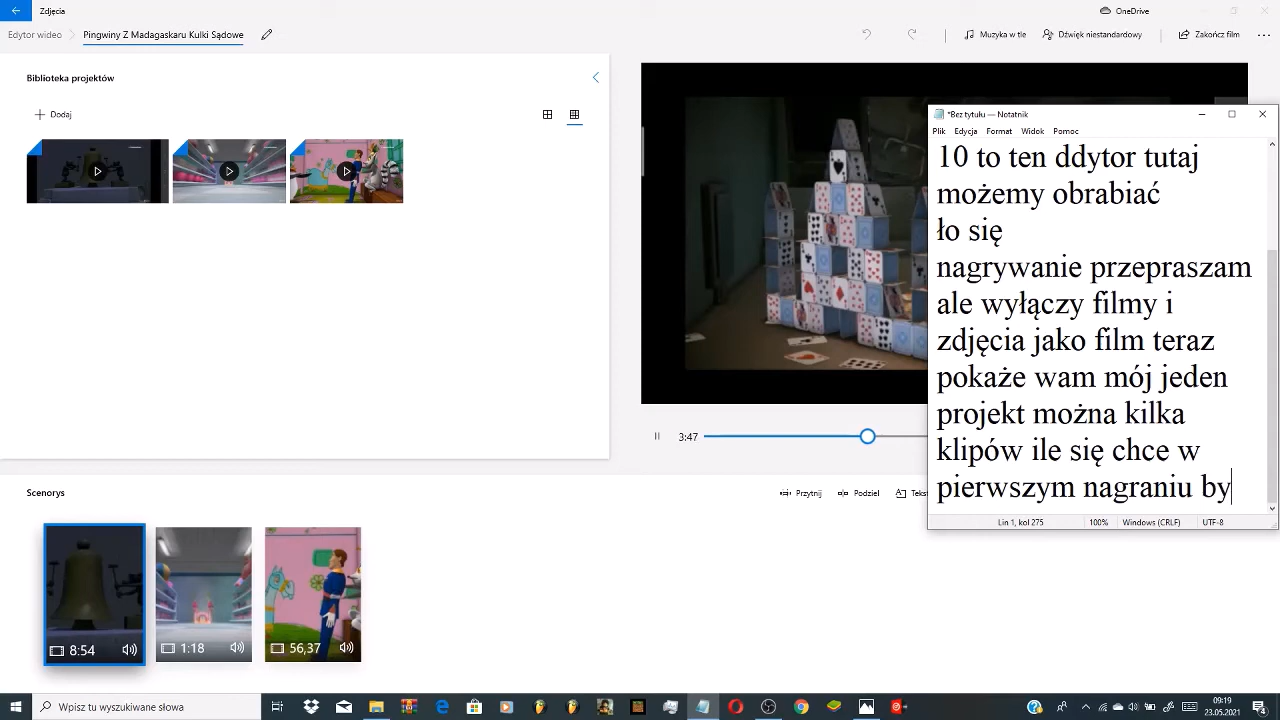 Zdjęcia
OneDrive
Edytor wideo
Pingwiny Z Madagaskaru Kulki Sądowe
Muzyka w tle
Dźwięk niestandardowy
Zakończ film
Biblioteka projektów
Dodaj
*Bez tytułu — Notatnik
Plik Edycja Format Widok Pomoc
10 to ten ddytor tutaj
możemy obrabiać
ło się
nagrywanie przepraszam
ale wyłączy filmy i
zdjęcia jako film teraz
pokaże wam mój jeden
projekt można kilka
klipów ile się chce w
pierwszym nagraniu by
Lin 1, kol 275 100% Windows (CRLF) UTF-8
3:47
Scenorys
Przytnij
Podziel
Teks
8:54
1:18
56,37
Wpisz tu wyszukiwane słowa
09:19
23.05.2021